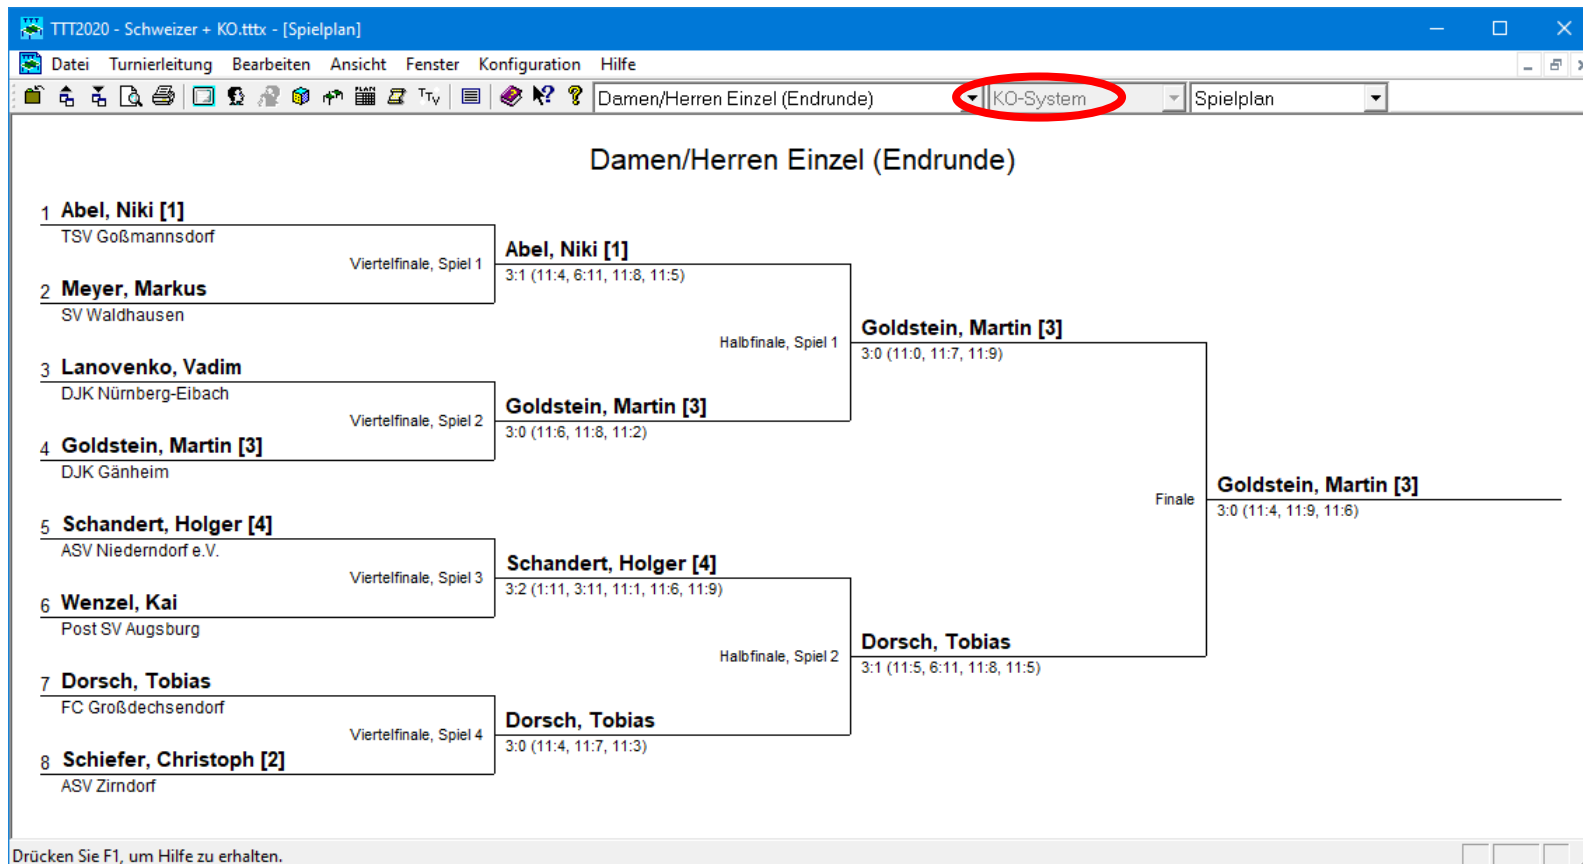 TTT2020 - Schweizer + KO.tttx - [Spielplan]
Datei Turnierleitung Bearbeiten Ansicht Fenster Konfiguration Hilfe
Damen/Herren Einzel (Endrunde) KO-System Spielplan
Damen/Herren Einzel (Endrunde)
1 Abel, Niki [1]
TSV Goßmannsdorf
Viertelfinale, Spiel 1
Abel, Niki [1]
3:1 (11:4, 6:11, 11:8, 11:5)
2 Meyer, Markus
SV Waldhausen
Halbfinale, Spiel 1
Goldstein, Martin [3]
3:0 (11:0, 11:7, 11:9)
3 Lanovenko, Vadim
DJK Nürnberg-Eibach
Viertelfinale, Spiel 2
Goldstein, Martin [3]
3:0 (11:6, 11:8, 11:2)
4 Goldstein, Martin [3]
DJK Gänheim
Finale
Goldstein, Martin [3]
3:0 (11:4, 11:9, 11:6)
5 Schandert, Holger [4]
ASV Niederndorf e.V.
Viertelfinale, Spiel 3
Schandert, Holger [4]
3:2 (1:11, 3:11, 11:1, 11:6, 11:9)
6 Wenzel, Kai
Post SV Augsburg
Halbfinale, Spiel 2
Dorsch, Tobias
3:1 (11:5, 6:11, 11:8, 11:5)
7 Dorsch, Tobias
FC Großdechsendorf
Viertelfinale, Spiel 4
Dorsch, Tobias
3:0 (11:4, 11:7, 11:3)
8 Schiefer, Christoph [2]
ASV Zirndorf
Drücken Sie F1, um Hilfe zu erhalten.